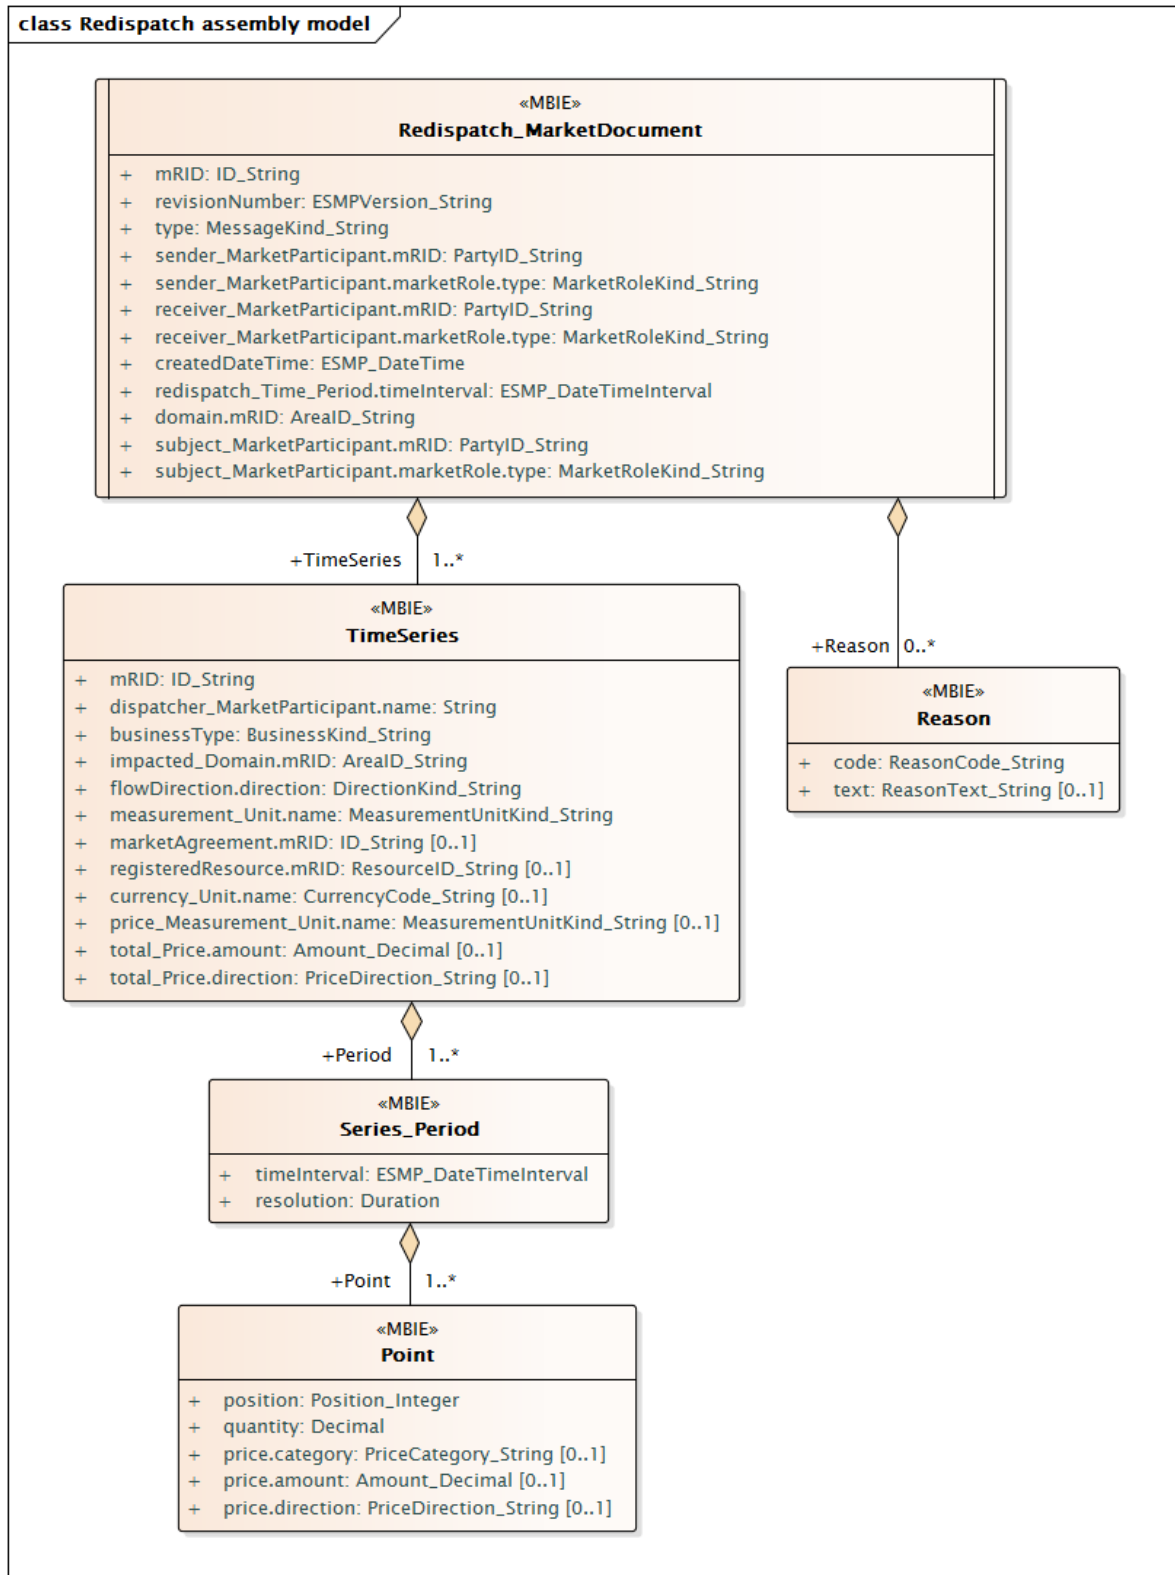 class Redispatch assembly model
«MBIE»
Redispatch_MarketDocument
+ mRID: ID_String
+ revisionNumber: ESMPVersion_String
+ type: MessageKind_String
+ sender_MarketParticipant.mRID: PartyID_String
+ sender_MarketParticipant.marketRole.type: MarketRoleKind_String
+ receiver_MarketParticipant.mRID: PartyID_String
+ receiver_MarketParticipant.marketRole.type: MarketRoleKind_String
+ createdDateTime: ESMP_DateTime
+ redispatch_Time_Period.timeInterval: ESMP_DateTimeInterval
+ domain.mRID: AreaID_String
+ subject_MarketParticipant.mRID: PartyID_String
+ subject_MarketParticipant.marketRole.type: MarketRoleKind_String
+TimeSeries 1..*
«MBIE»
TimeSeries
+ mRID: ID_String
+ dispatcher_MarketParticipant.name: String
+ businessType: BusinessKind_String
+ impacted_Domain.mRID: AreaID_String
+ flowDirection.direction: DirectionKind_String
+ measurement_Unit.name: MeasurementUnitKind_String
+ marketAgreement.mRID: ID_String [0..1]
+ registeredResource.mRID: ResourceID_String [0..1]
+ currency_Unit.name: CurrencyCode_String [0..1]
+ price_Measurement_Unit.name: MeasurementUnitKind_String [0..1]
+ total_Price.amount: Amount_Decimal [0..1]
+ total_Price.direction: PriceDirection_String [0..1]
+Reason 0..*
«MBIE»
Reason
+ code: ReasonCode_String
+ text: ReasonText_String [0..1]
+Period 1..*
«MBIE»
Series_Period
+ timeInterval: ESMP_DateTimeInterval
+ resolution: Duration
+Point 1..*
«MBIE»
Point
+ position: Position_Integer
+ quantity: Decimal
+ price.category: PriceCategory_String [0..1]
+ price.amount: Amount_Decimal [0..1]
+ price.direction: PriceDirection_String [0..1]